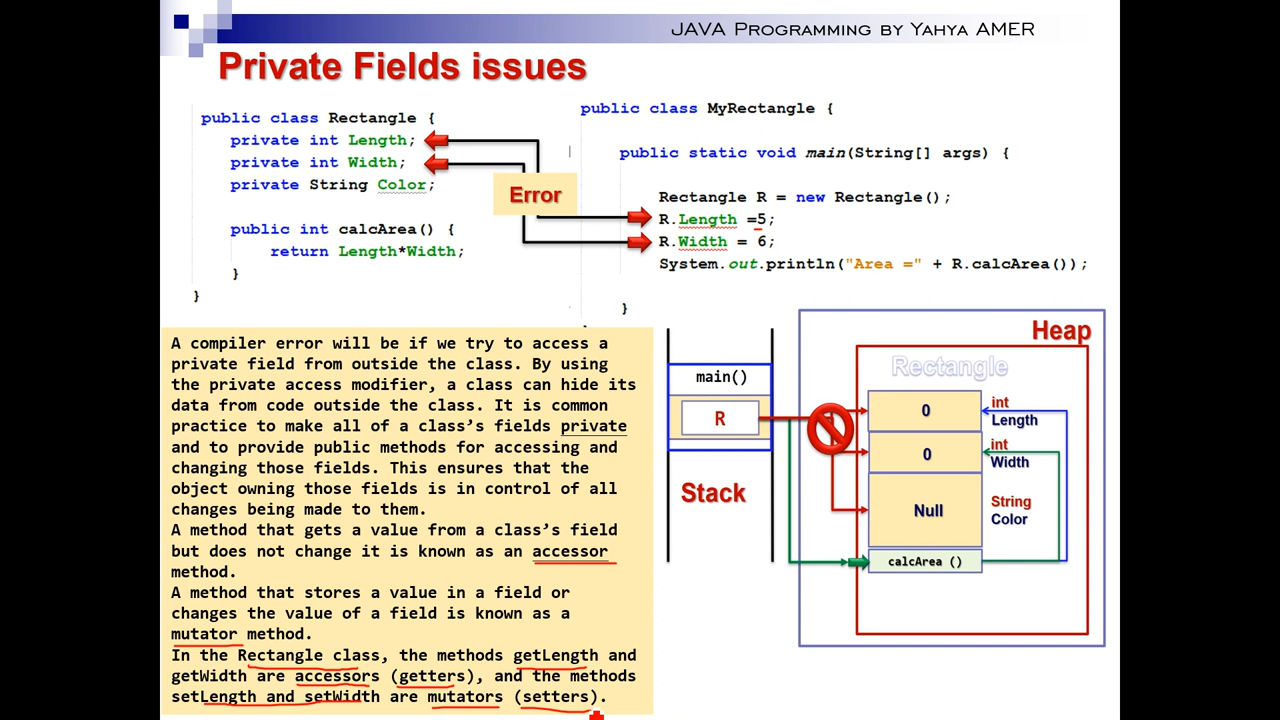 JAVA Programming by Yahya AMER
Private Fields issues
public class Rectangle {
private int Length;
private int Width;
private String Color;
public int calcArea() {
return Length*Width;
}
}
Error
public class MyRectangle {
public static void main(String[] args) {
Rectangle R = new Rectangle();
R.Length =5;
R.Width = 6;
System.out.println("Area =" + R.calcArea());
}
A compiler error will be if we try to access a
private field from outside the class. By using
the private access modifier, a class can hide its
data from code outside the class. It is common
practice to make all of a class's fields private
and to provide public methods for accessing and
changing those fields. This ensures that the
object owning those fields is in control of all
changes being made to them.
A method that gets a value from a class's field
but does not change it is known as an accessor
method.
A method that stores a value in a field or
changes the value of a field is known as a
mutator method.
In the Rectangle class, the methods getLength and
getWidth are accessors (getters), and the methods
setLength and setWidth are mutators (setters).
main()
R
Stack
Heap
Rectangle
0
int
Length
0
int
Width
Null
String
Color
calcArea ()